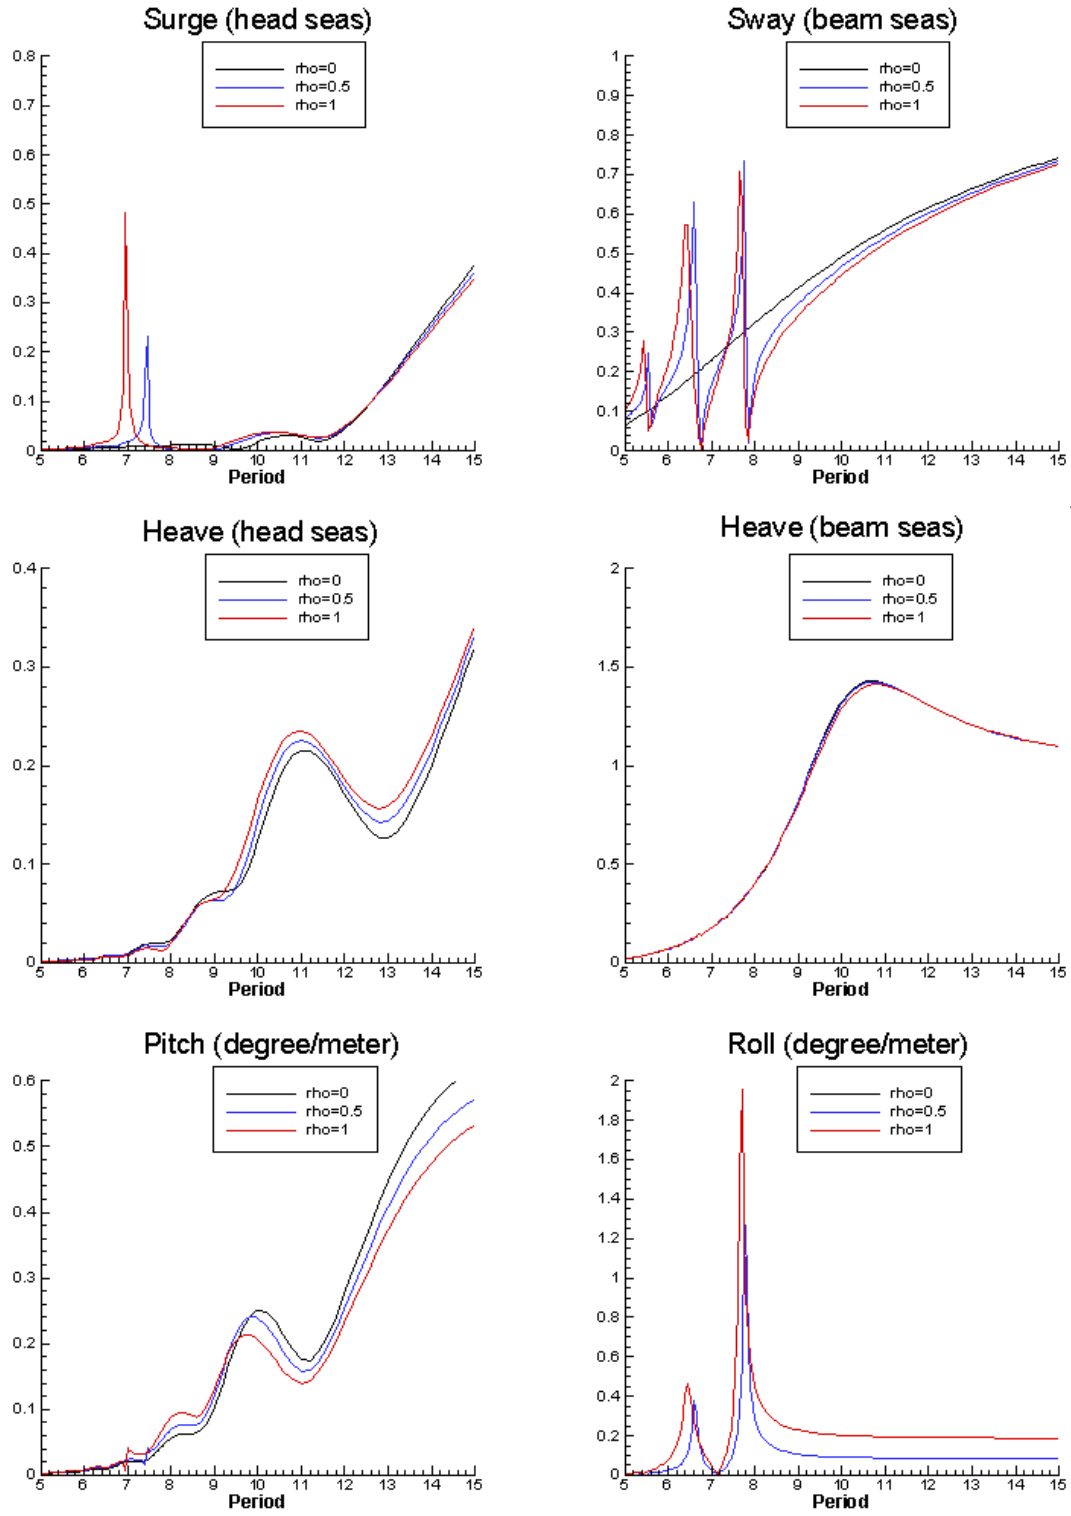 Surge (head seas)
0.8
0.7
0.6
0.5
0.4
0.3
0.2
0.1
0
rho=0
rho=0.5
rho=1
5 6 7 8 9 10 11 12 13 14 15
Period
Sway (beam seas)
1
0.9
0.8
0.7
0.6
0.5
0.4
0.3
0.2
0.1
0
rho=0
rho=0.5
rho=1
5 6 7 8 9 10 11 12 13 14 15
Period
Heave (head seas)
0.4
0.3
0.2
0.1
0
rho=0
rho=0.5
rho=1
5 6 7 8 9 10 11 12 13 14 15
Period
Heave (beam seas)
2
1.5
1
0.5
0
rho=0
rho=0.5
rho=1
5 6 7 8 9 10 11 12 13 14 15
Period
Pitch (degree/meter)
0.6
0.5
0.4
0.3
0.2
0.1
0
rho=0
rho=0.5
rho=1
5 6 7 8 9 10 11 12 13 14 15
Period
Roll (degree/meter)
2
1.8
1.6
1.4
1.2
1
0.8
0.6
0.4
0.2
0
rho=0
rho=0.5
rho=1
5 6 7 8 9 10 11 12 13 14 15
Period